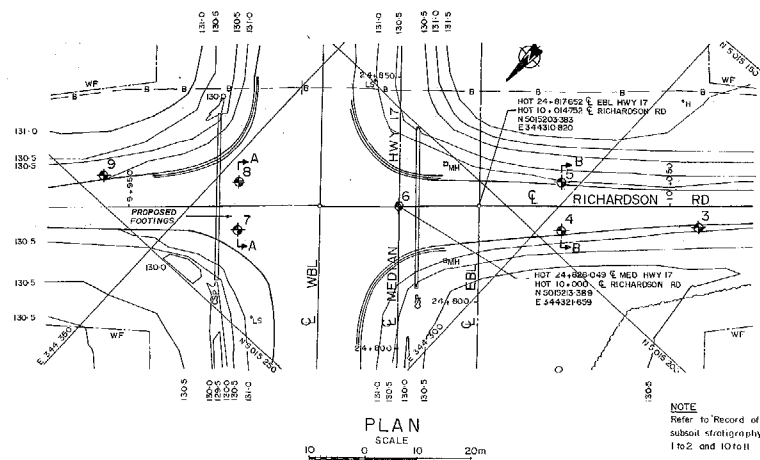 131·0
130·5
130·5
131·0
131·0
130·5
130·5
131·0
131·5
N 5015 150
WF
B
B
B
B
B
B
B
B
WF
130·0
24+850
LS
HWY 17
H
HOT 24+817·652 ℄ EBL HWY 17
HOT 10+014·752 ℄ RICHARDSON RD
N 5015203·383
E 344310·820
131·0
130·5
130·5
9
A
8
MH
B
5
6
℄ RICHARDSON RD
PROPOSED
FOOTINGS
7
A
4
B
3
130·5
130·0
MH
HOT 24+826·049 ℄ MED HWY 17
HOT 10+000 ℄ RICHARDSON RD
N 5015213·389
E 344321·659
℄ WBL
℄ MEDIAN
℄ EBL
CSP
CSP
24+800
LS
130·5
WF
E 344 350
N 5015 250
24+800
E 344 300
N 5015 200
WF
130·5
130·0
129·5
130·0
130·5
131·0
131·0
130·5
130·0
130·5
130·5
PLAN
SCALE
10 0 10 20m
NOTE
Refer to 'Record of
subsoil stratigraphy
1 to 2 and 10 to 11